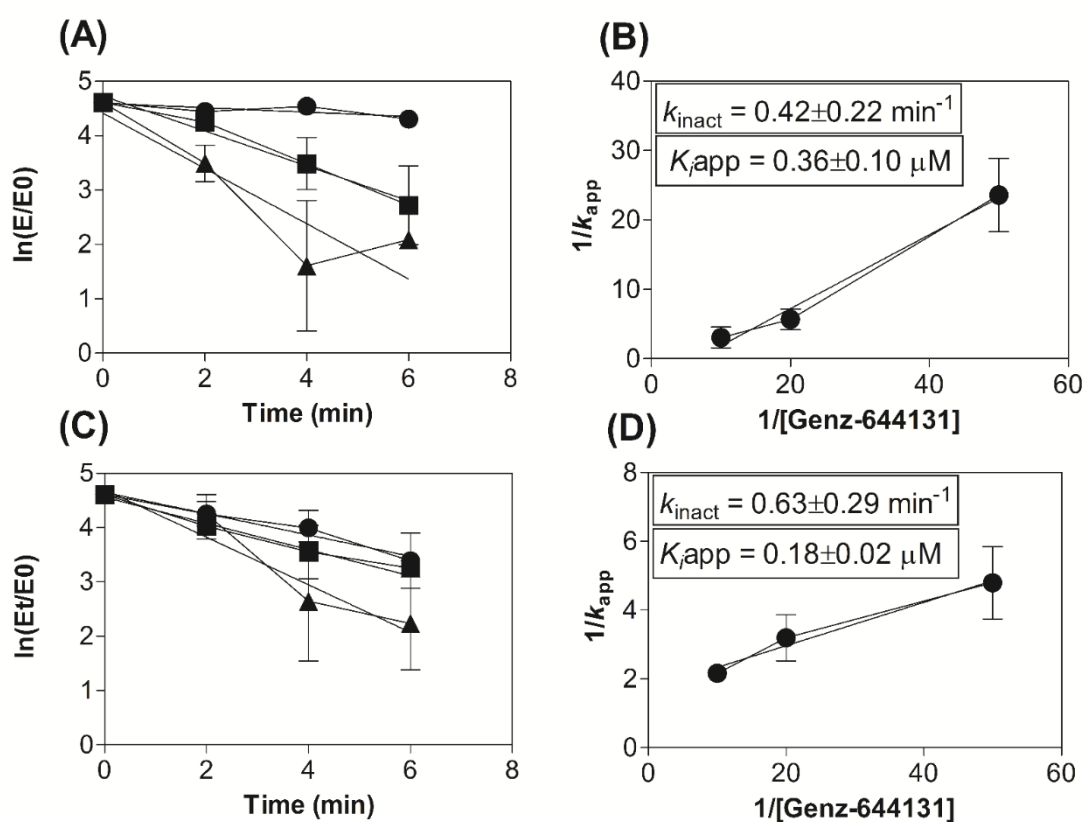 (A)
ln(E/E0)
5
4
3
2
1
0
0 2 4 6 8
Time (min)
(B)
1/kapp
40
30
20
10
0
kinact = 0.42±0.22 min-1
Kiapp = 0.36±0.10 μM
0 20 40 60
1/[Genz-644131]
(C)
ln(Et/E0)
5
4
3
2
1
0
0 2 4 6 8
Time (min)
(D)
1/kapp
8
6
4
2
0
kinact = 0.63±0.29 min-1
Kiapp = 0.18±0.02 μM
0 20 40 60
1/[Genz-644131]